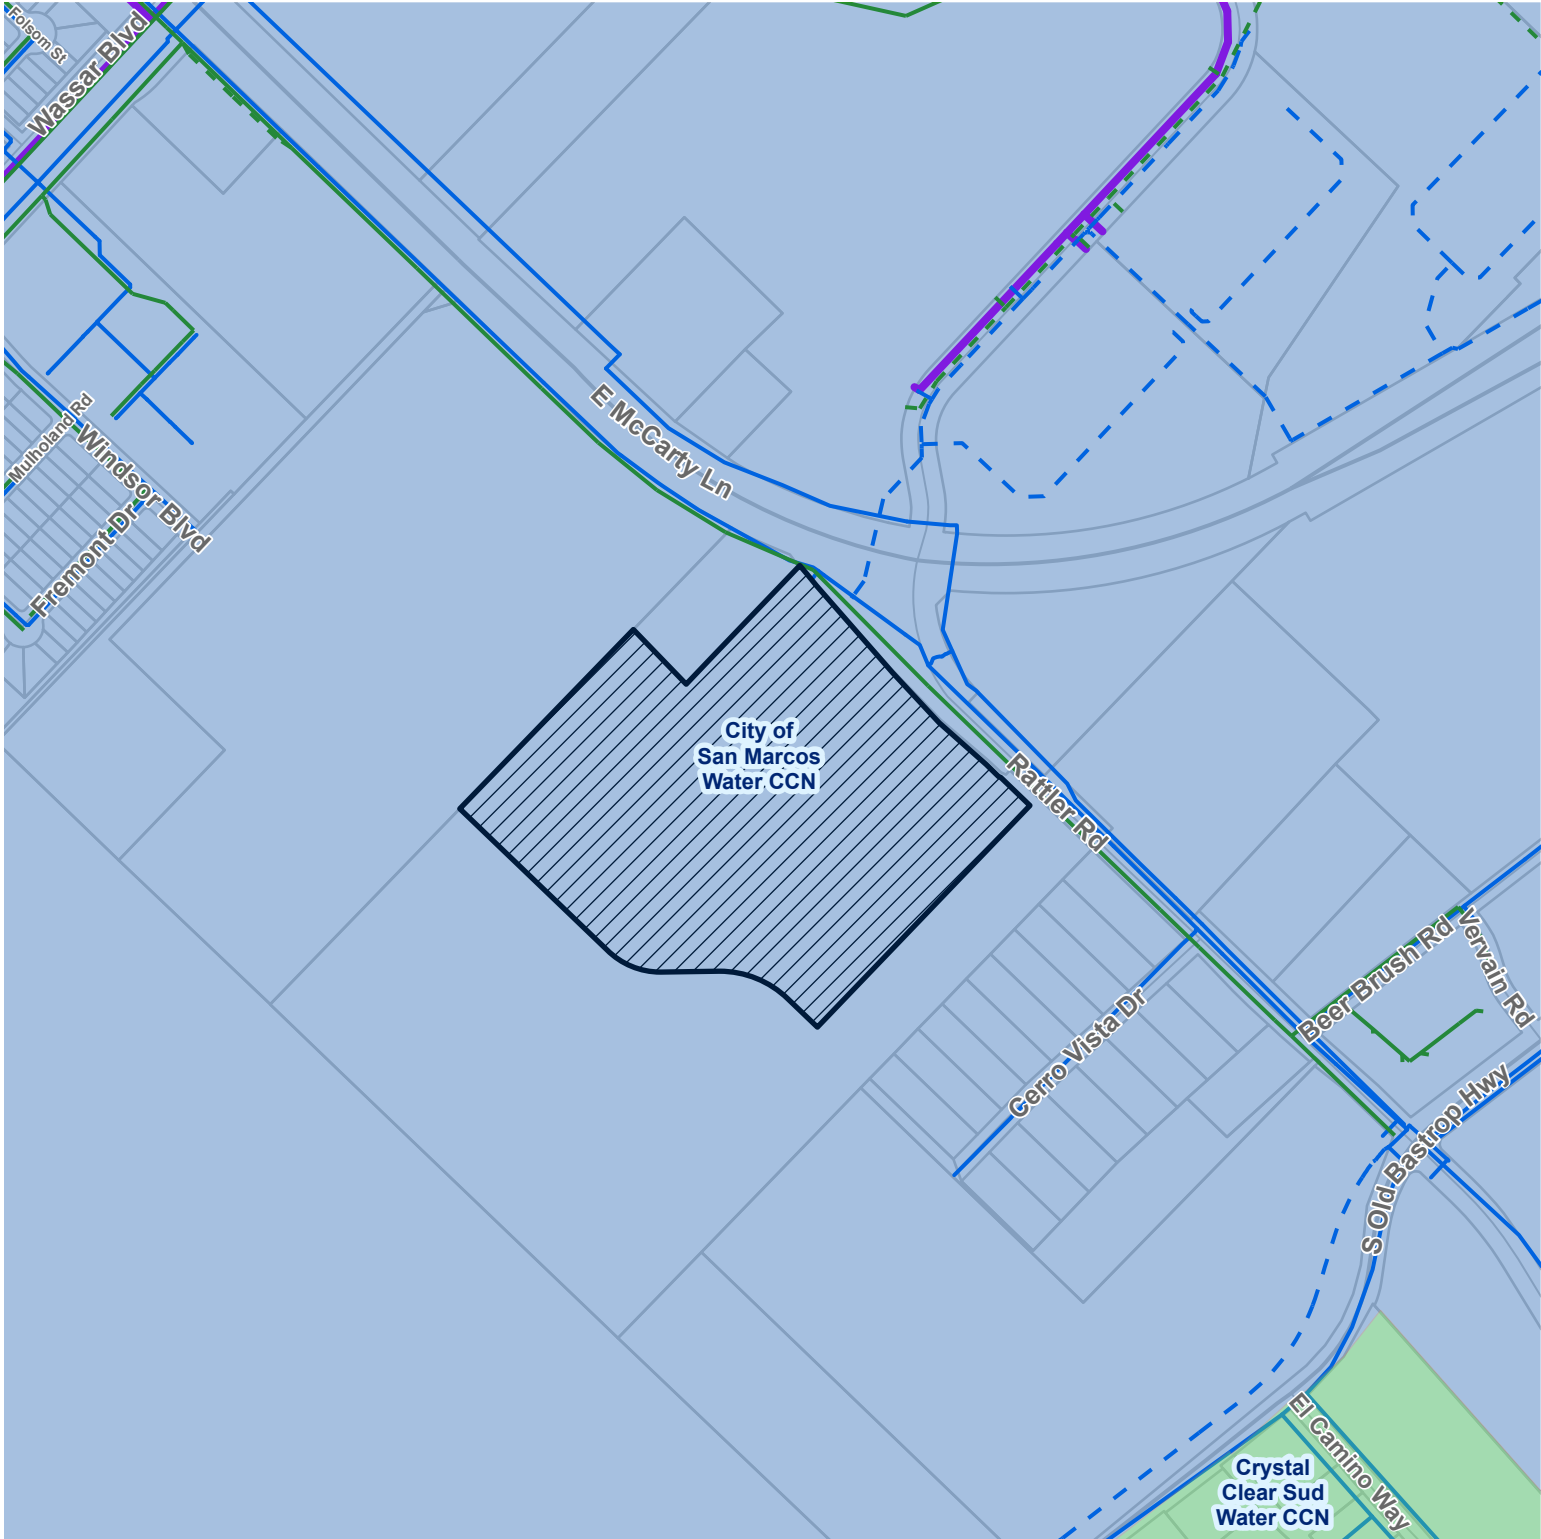 Folsom St
Wassar Blvd
E McCarty Ln
Mulholand Rd
Windsor Blvd
Fremont Dr
City of
San Marcos
Water CCN
Rattler Rd
Beer Brush Rd
Vervain Rd
Cerro Vista Dr
S Old Bastrop Hwy
El Camino Way
Crystal
Clear Sud
Water CCN